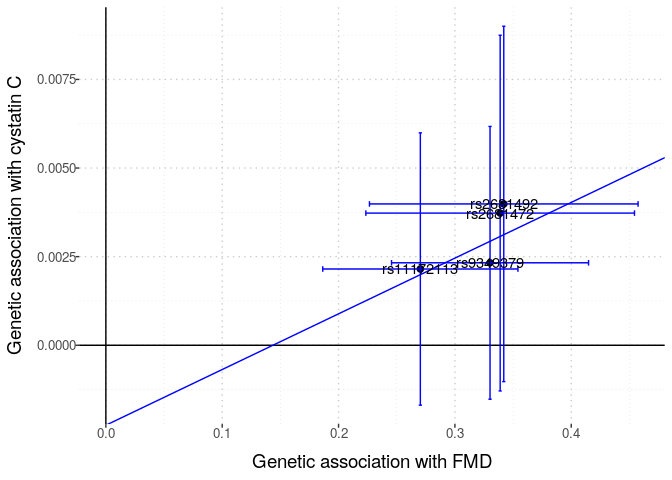 Genetic association with cystatin C
0.0075
0.0050
0.0025
0.0000
rs2681492
rs2681472
rs9349379
rs11172113
0.0 0.1 0.2 0.3 0.4
Genetic association with FMD